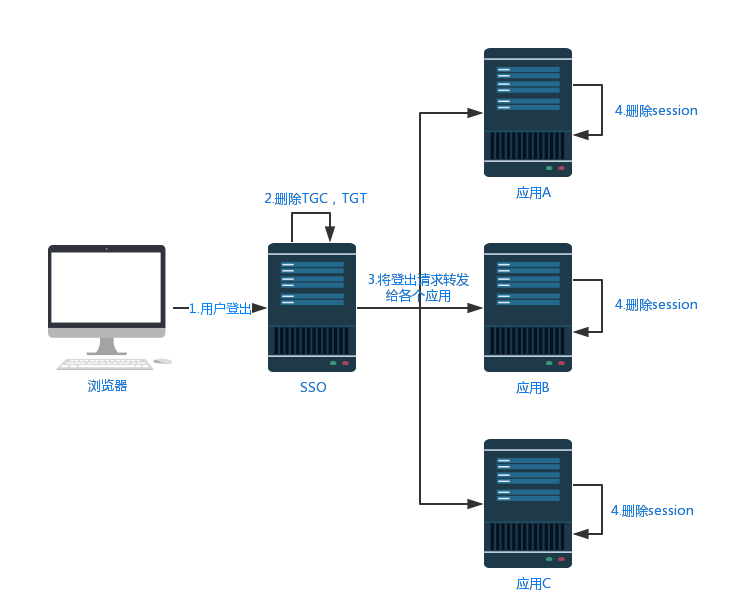 4.删除session
应用A
2.删除TGC，TGT
3.将登出请求转发
给各个应用
1.用户登出
4.删除session
浏览器
SSO
应用B
4.删除session
应用C